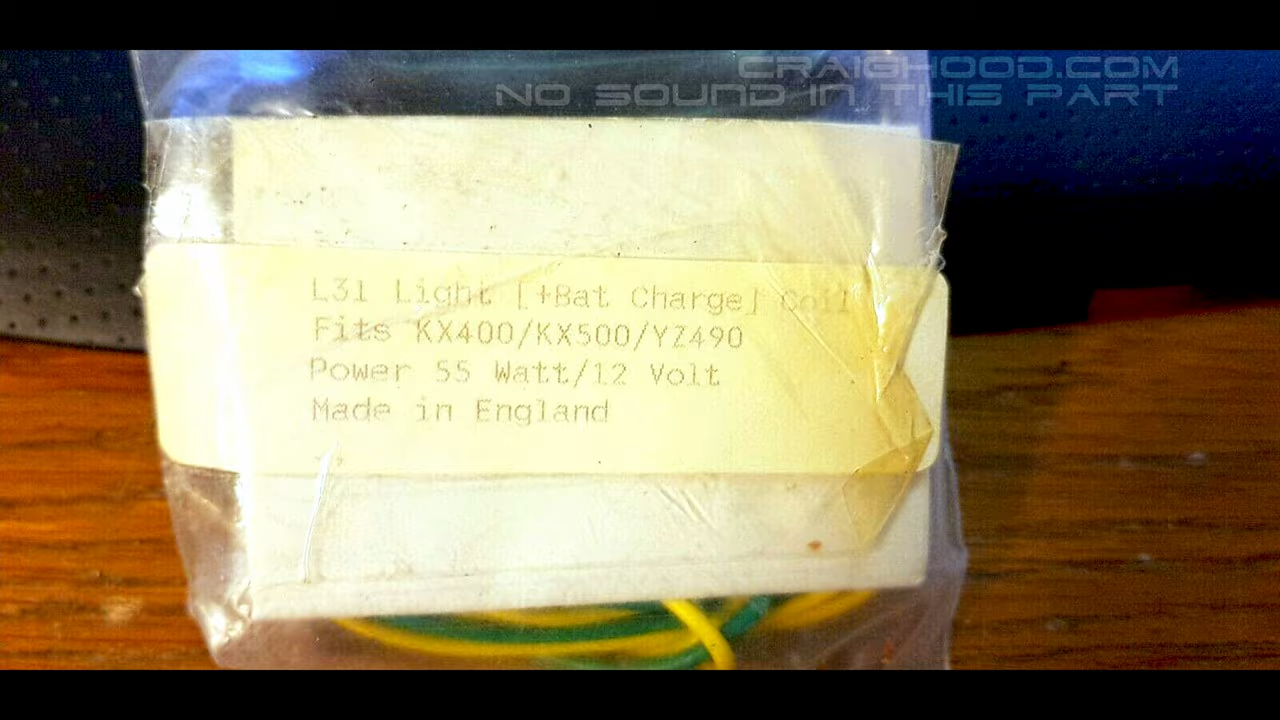 CRAIGHOOD.COM
NO SOUND IN THIS PART
L31 Light [+Bat Charge] Coil
Fits KX400/KX500/YZ490
Power 55 Watt/12 Volt
Made in England